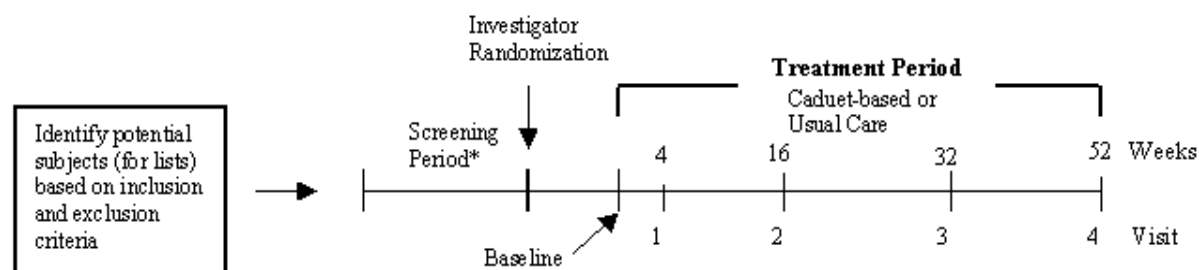 Identify potential
subjects (for lists)
based on inclusion
and exclusion
criteria
Screening
Period*
Investigator
Randomization
Baseline
Treatment Period
Caduet-based or
Usual Care
4 16 32 52 Weeks
1 2 3 4 Visit